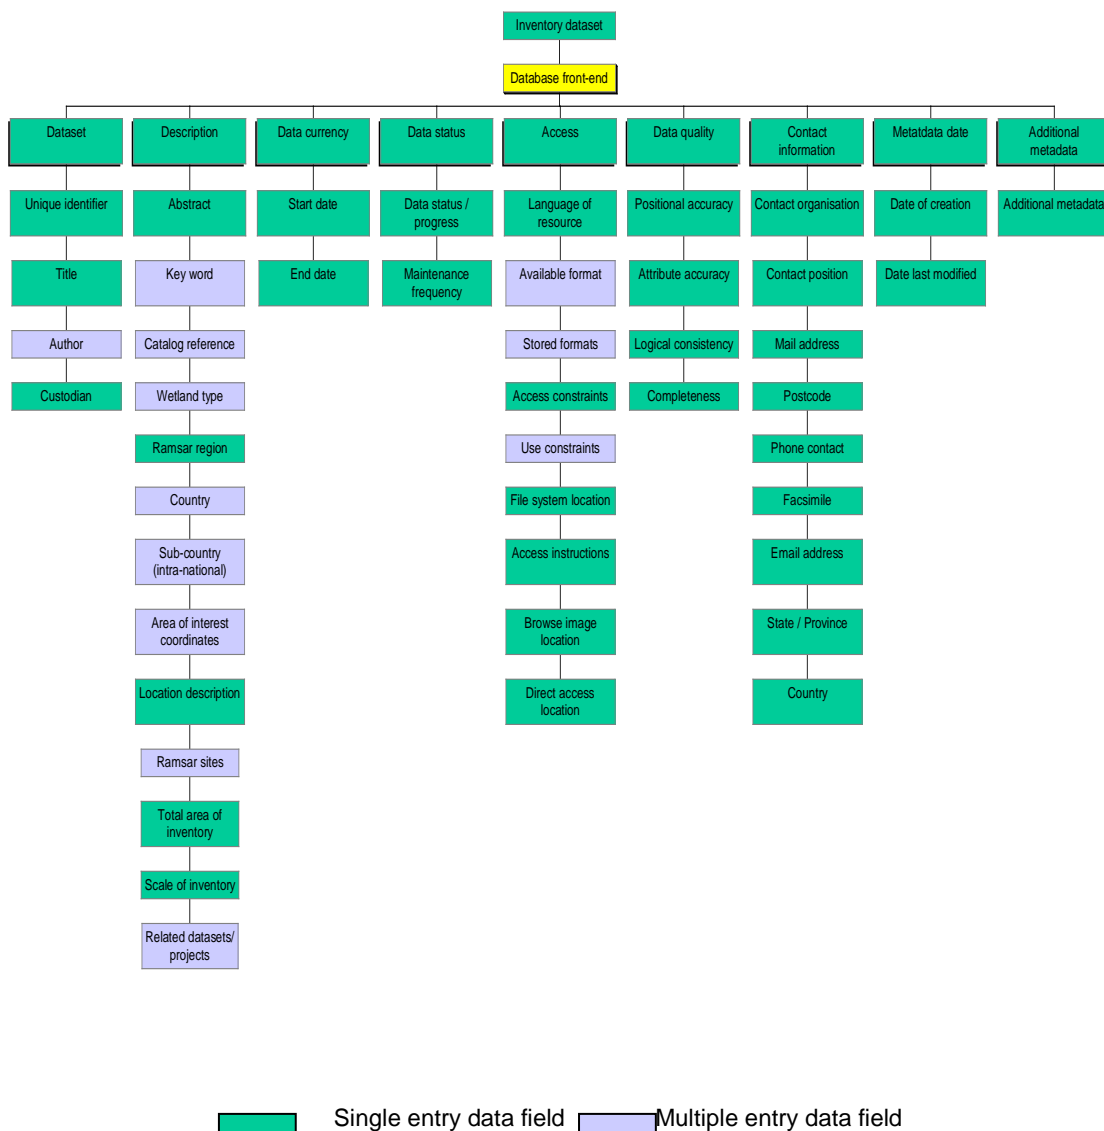 Inventory dataset
Database front-end
Dataset
Description
Data currency
Data status
Access
Data quality
Contact
information
Metatdata date
Additional
metadata
Unique identifier
Abstract
Start date
Data status /
progress
Language of
resource
Positional accuracy
Contact organisation
Date of creation
Additional metadata
Title
Key word
End date
Maintenance
frequency
Available format
Attribute accuracy
Contact position
Date last modified
Author
Catalog reference
Stored formats
Logical consistency
Mail address
Custodian
Wetland type
Access constraints
Completeness
Postcode
Ramsar region
Use constraints
Phone contact
Country
File system location
Facsimile
Sub-country
(intra-national)
Access instructions
Email address
Area of interest
coordinates
Browse image
location
State / Province
Location description
Direct access
location
Country
Ramsar sites
Total area of
inventory
Scale of inventory
Related datasets/
projects
Single entry data field
Multiple entry data field